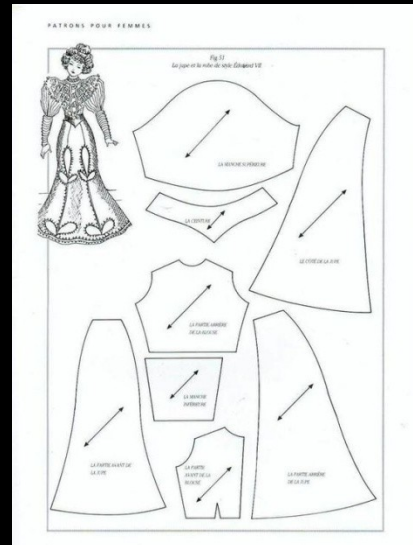 PATRONS POUR FEMMES
Fig 53
La jupe et la robe de style Édouard VII
LA MANCHE SUPÉRIEURE
LA CEINTURE
LE CÔTÉ DE LA JUPE
LA PARTIE ARRIÈRE
DE LA BLOUSE
LA MANCHE
INFÉRIEURE
LA PARTIE AVANT DE
LA JUPE
LA PARTIE
AVANT DE LA
BLOUSE
LA PARTIE ARRIÈRE
DE LA JUPE